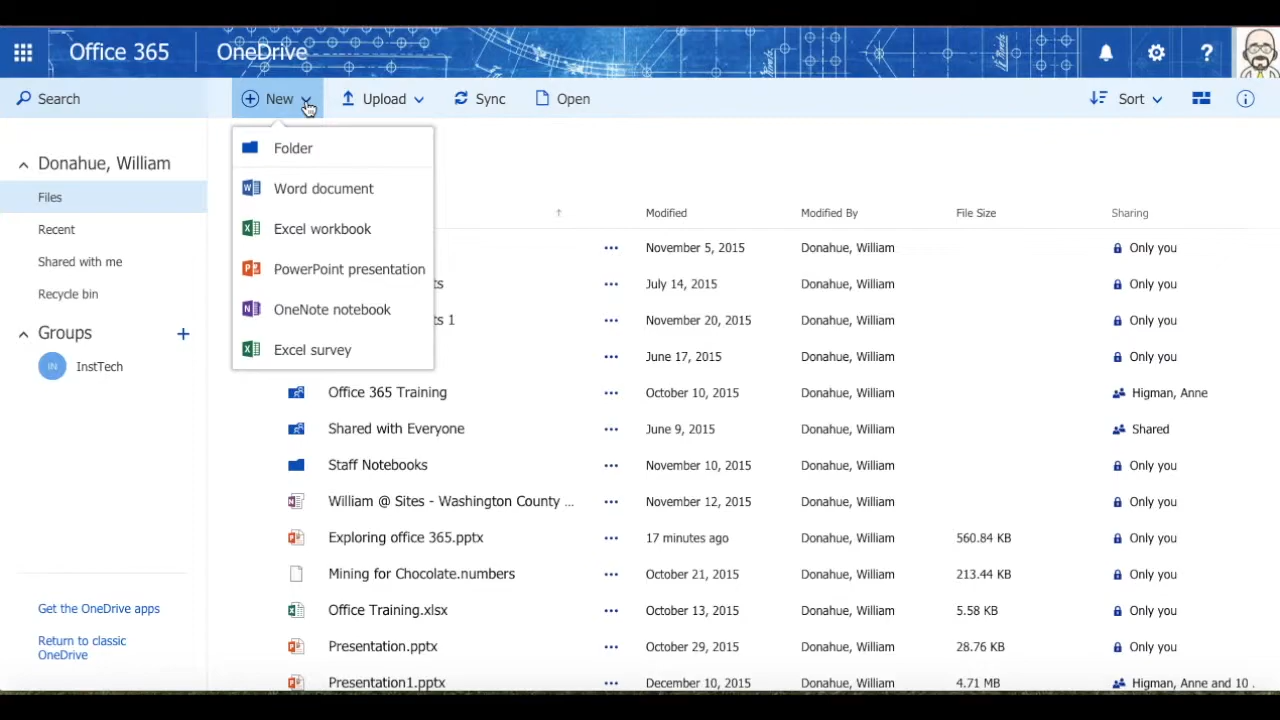 Office 365 OneDrive ?
Search New Upload Sync Open Sort
Folder
Word document
Excel workbook
PowerPoint presentation
OneNote notebook
Excel survey
Donahue, William
Files
Recent
Shared with me
Recycle bin
Groups +
IN InstTech
Get the OneDrive apps
Return to classic
OneDrive
Modified Modified By File Size Sharing
... November 5, 2015 Donahue, William Only you
ts ... July 14, 2015 Donahue, William Only you
ts 1 ... November 20, 2015 Donahue, William Only you
... June 17, 2015 Donahue, William Only you
Office 365 Training ... October 10, 2015 Donahue, William Higman, Anne
Shared with Everyone ... June 9, 2015 Donahue, William Shared
Staff Notebooks ... November 10, 2015 Donahue, William Only you
William @ Sites - Washington County ... ... November 12, 2015 Donahue, William Only you
Exploring office 365.pptx ... 17 minutes ago Donahue, William 560.84 KB Only you
Mining for Chocolate.numbers ... October 21, 2015 Donahue, William 213.44 KB Only you
Office Training.xlsx ... October 13, 2015 Donahue, William 5.58 KB Only you
Presentation.pptx ... October 29, 2015 Donahue, William 28.76 KB Only you
Presentation1.pptx ... December 10, 2015 Donahue, William 4.71 MB Higman, Anne and 10